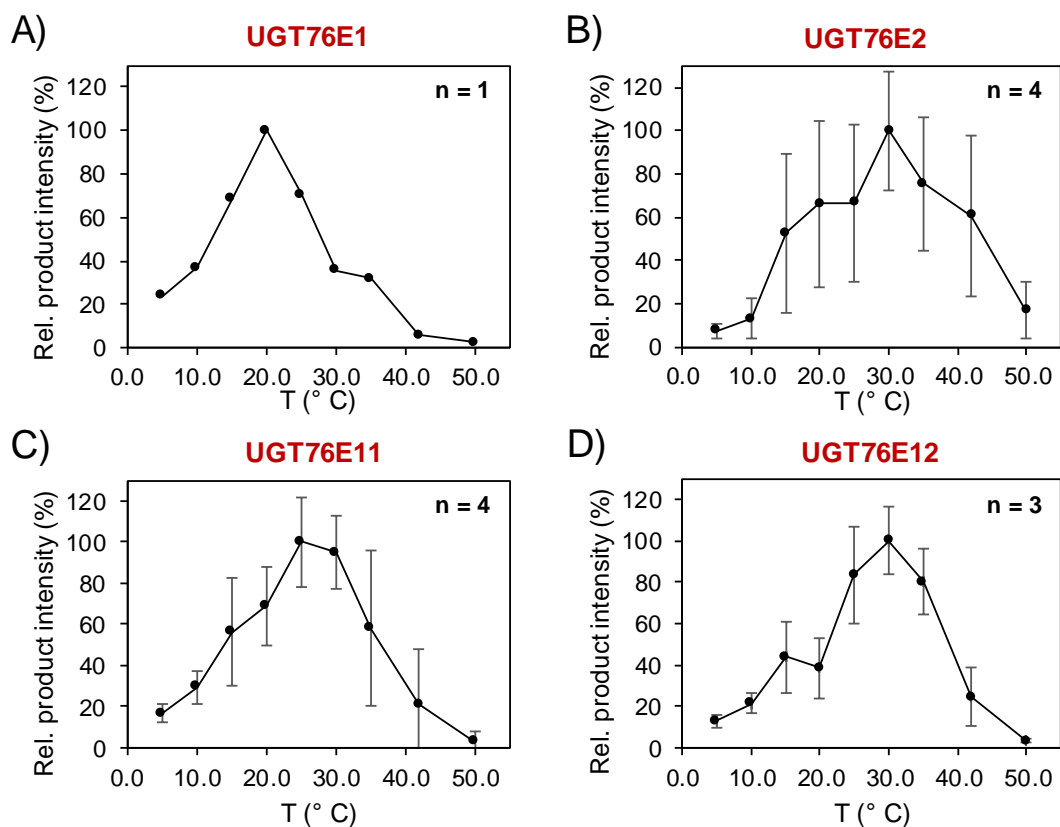 A)
UGT76E1
n = 1
Rel. product intensity (%)
120
100
80
60
40
20
0
0.0 10.0 20.0 30.0 40.0 50.0
T (° C)
B)
UGT76E2
n = 4
Rel. product intensity (%)
120
100
80
60
40
20
0
0.0 10.0 20.0 30.0 40.0 50.0
T (° C)
C)
UGT76E11
n = 4
Rel. product intensity (%)
120
100
80
60
40
20
0
0.0 10.0 20.0 30.0 40.0 50.0
T (° C)
D)
UGT76E12
n = 3
Rel. product intensity (%)
120
100
80
60
40
20
0
0.0 10.0 20.0 30.0 40.0 50.0
T (° C)